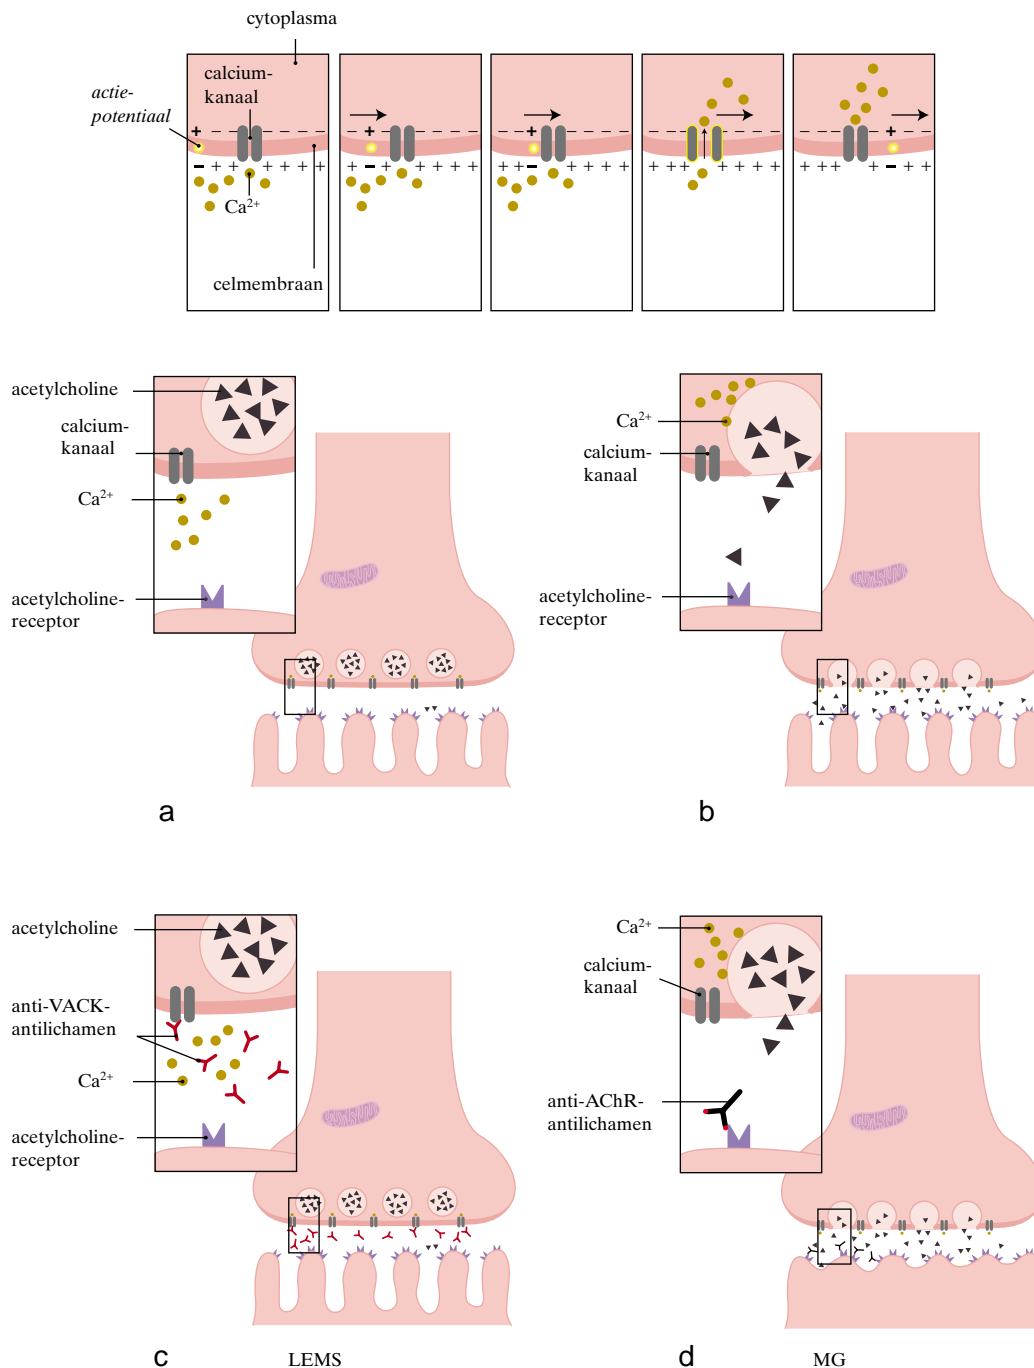 cytoplasma
calcium-
kanaal
actie-
potentiaal
+
Ca2+
celmembraan
acetylcholine
calcium-
kanaal
Ca2+
acetylcholine-
receptor
a
Ca2+
calcium-
kanaal
acetylcholine-
receptor
b
acetylcholine
anti-VACK-
antilichamen
Ca2+
acetylcholine-
receptor
c LEMS
Ca2+
calcium-
kanaal
anti-AChR-
antilichamen
d MG